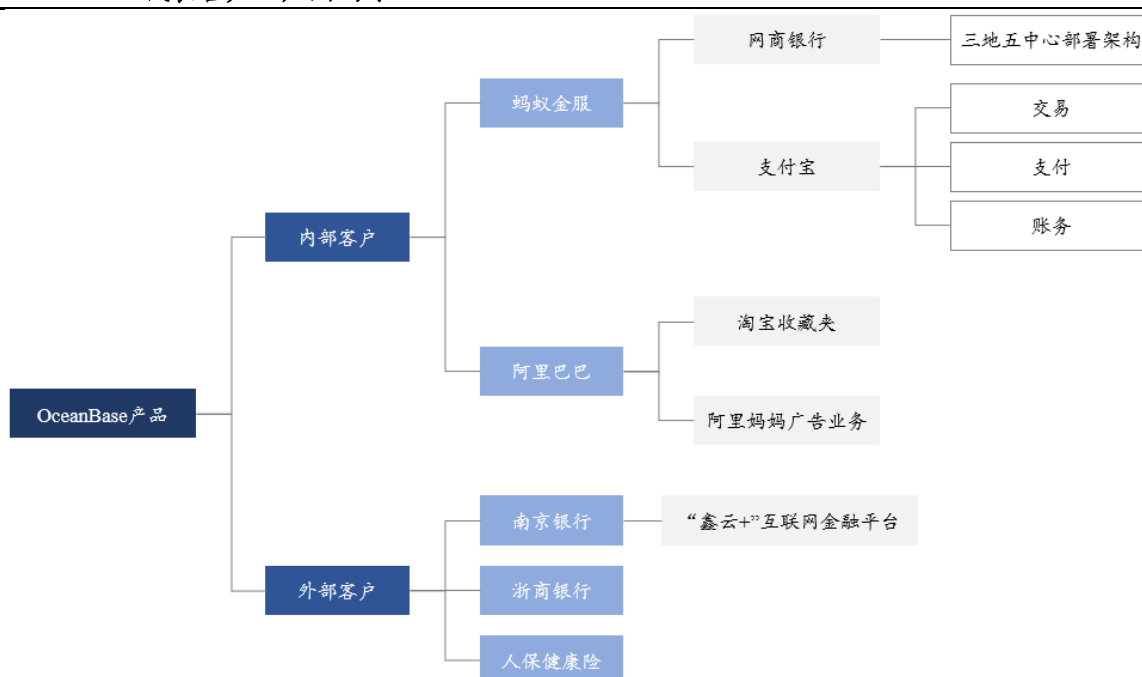 网商银行
三地五中心部署架构
蚂蚁金服
交易
支付宝
支付
账务
内部客户
淘宝收藏夹
阿里巴巴
阿里妈妈广告业务
OceanBase产品
南京银行
“鑫云+”互联网金融平台
外部客户
浙商银行
人保健康险